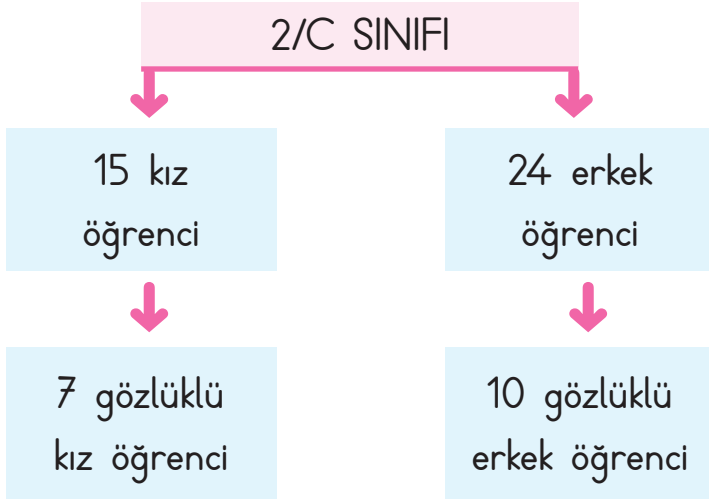 2/C SINIFI
15 kız
öğrenci
24 erkek
öğrenci
7 gözlüklü
kız öğrenci
10 gözlüklü
erkek öğrenci